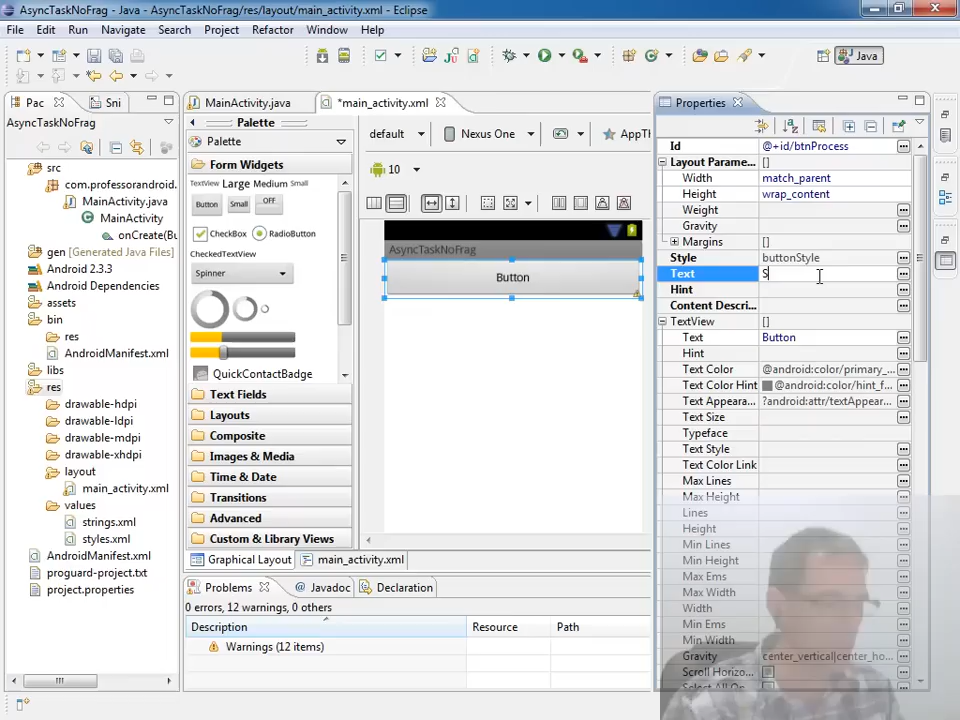 AsyncTaskNoFrag - Java - AsyncTaskNoFrag/res/layout/main_activity.xml - Eclipse
File Edit Run Navigate Search Project Refactor Window Help
Java
Pac Sni
AsyncTaskNoFrag
src
com.professorandroid.
MainActivity.java
MainActivity
onCreate(Bu
gen [Generated Java Files]
Android 2.3.3
Android Dependencies
assets
bin
res
AndroidManifest.xml
libs
res
drawable-hdpi
drawable-ldpi
drawable-mdpi
drawable-xhdpi
layout
main_activity.xml
values
strings.xml
styles.xml
AndroidManifest.xml
proguard-project.txt
project.properties
MainActivity.java *main_activity.xml
Palette
Palette
Form Widgets
TextView Large Medium Small
Button Small OFF
CheckBox RadioButton
CheckedTextView
Spinner
QuickContactBadge
Text Fields
Layouts
Composite
Images & Media
Time & Date
Transitions
Advanced
Custom & Library Views
Graphical Layout main_activity.xml
default Nexus One AppTh
10
AsyncTaskNoFrag
Button
Problems Javadoc Declaration
0 errors, 12 warnings, 0 others
Description Resource Path
Warnings (12 items)
Properties
Id @+id/btnProcess
Layout Parame... []
Width match_parent
Height wrap_content
Weight
Gravity
Margins []
Style buttonStyle
Text S
Hint
Content Descri...
TextView []
Text Button
Hint
Text Color @android:color/primary_...
Text Color Hint @android:color/hint_f...
Text Appeara... ?android:attr/textAppear...
Text Size
Typeface
Text Style
Text Color Link
Max Lines
Max Height
Lines
Height
Min Lines
Min Height
Max Ems
Max Width
Width
Min Ems
Min Width
Gravity center_vertical|center_ho...
Scroll Horizo...
Select All On